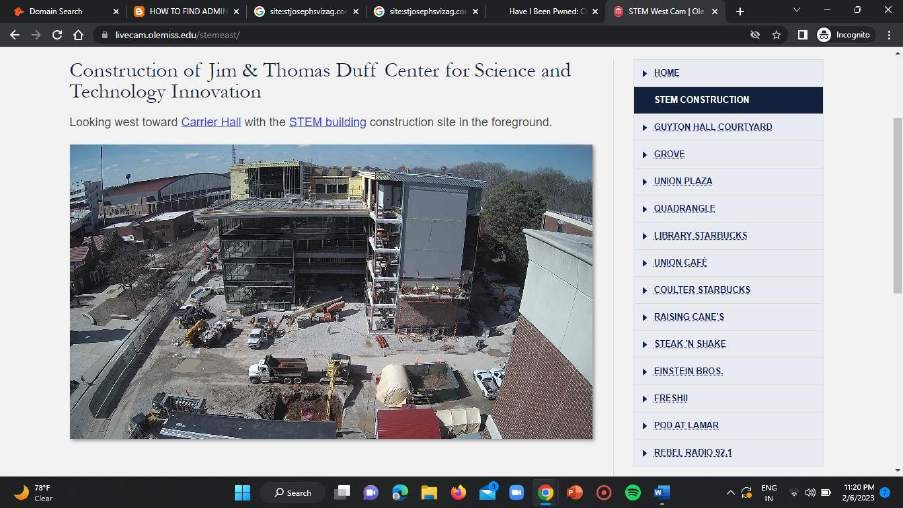 Domain Search
HOW TO FIND ADMIN
site:stjosephsvizag.co
site:stjosephsvizag.co
Have I Been Pwned: C
STEM West Cam | Ole
livecam.olemiss.edu/stemeast/
Incognito
Construction of Jim & Thomas Duff Center for Science and
Technology Innovation
Looking west toward Carrier Hall with the STEM building construction site in the foreground.
HOME
STEM CONSTRUCTION
GUYTON HALL COURTYARD
GROVE
UNION PLAZA
QUADRANGLE
LIBRARY STARBUCKS
UNION CAFÉ
COULTER STARBUCKS
RAISING CANE'S
STEAK 'N SHAKE
EINSTEIN BROS.
FRESHII
POD AT LAMAR
REBEL RADIO 92.1
78°F
Clear
Search
ENG
IN
11:20 PM
2/6/2023